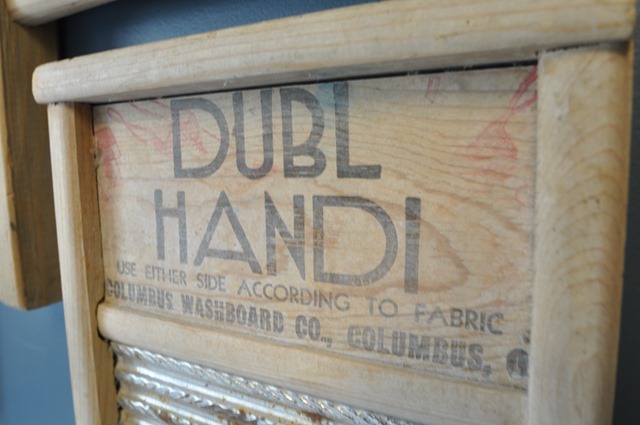 DUBL
HANDI
USE EITHER SIDE ACCORDING TO FABRIC
COLUMBUS WASHBOARD CO., COLUMBUS, O